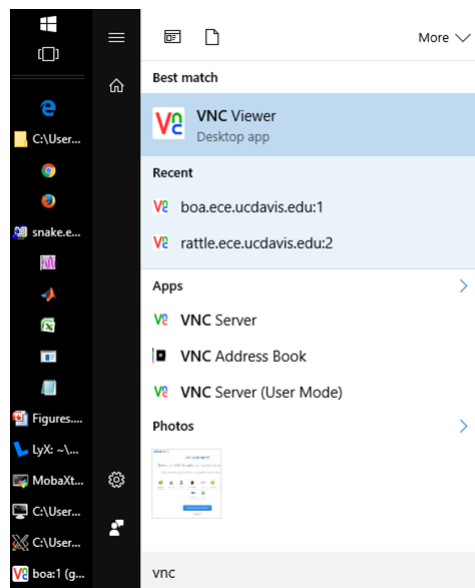 More
Best match
VNC Viewer
Desktop app
Recent
boa.ece.ucdavis.edu:1
rattle.ece.ucdavis.edu:2
Apps
VNC Server
VNC Address Book
VNC Server (User Mode)
Photos
vnc
C:\User...
snake.e...
Figures....
LyX: ~\...
MobaXt...
C:\User...
C:\User...
boa:1 (g...